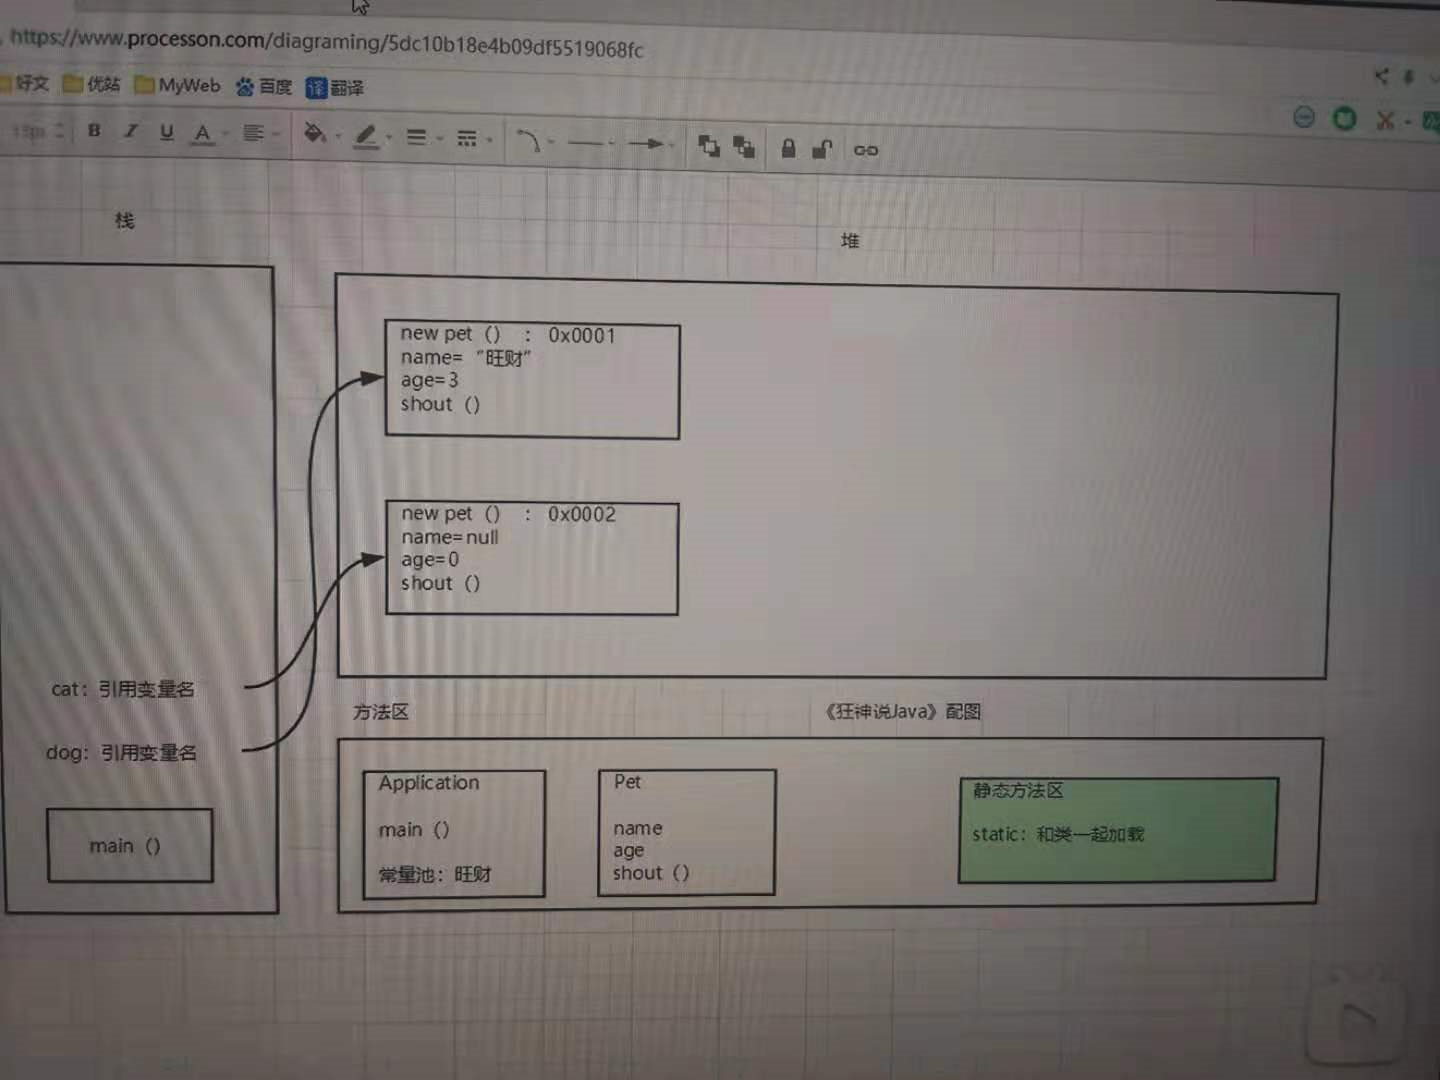 https://www.processon.com/diagraming/5dc10b18e4b09df5519068fc
好文 优站 MyWeb 百度 译 翻译
B I U A
栈
堆
new pet（） ： 0x0001
name= “旺财”
age=3
shout（）
new pet（） ： 0x0002
name=null
age=0
shout（）
cat：引用变量名
dog：引用变量名
main（）
方法区
《狂神说Java》配图
Application
main（）
常量池：旺财
Pet
name
age
shout（）
静态方法区
static：和类一起加载